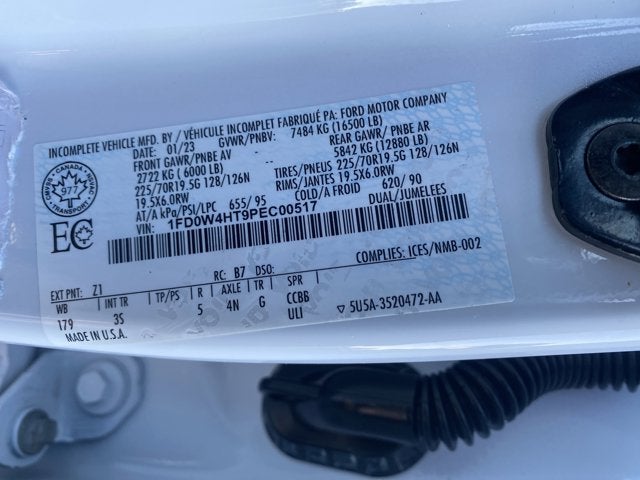 INCOMPLETE VEHICLE MFD. BY / VÉHICULE INCOMPLET FABRIQUÉ PA: FORD MOTOR COMPANY
DATE: 01/23 GVWR/PNBV: 7484 KG (16500 LB)
FRONT GAWR/PNBE AV REAR GAWR/ PNBE AR
2722 KG ( 6000 LB) 5842 KG (12880 LB)
225/70R19.5G 128/126N TIRES/PNEUS 225/70R19.5G 128/126N
19.5X6.0RW RIMS/JANTES 19.5X6.0RW
AT/A kPa/PSI/LPC 655/ 95 COLD/A FROID 620/ 90
VIN: 1FD0W4HT9PEC00517 DUAL/JUMELEES
CANADA
977
TRANSPORT
EC
ICES/NMB-002
EXT PNT: Z1 RC: B7 DSO:
WB INT TR TP/PS R AXLE TR SPR
179 3S 5 4N G CCBB
ULI
MADE IN U.S.A. ▽ 5U5A-3520472-AA